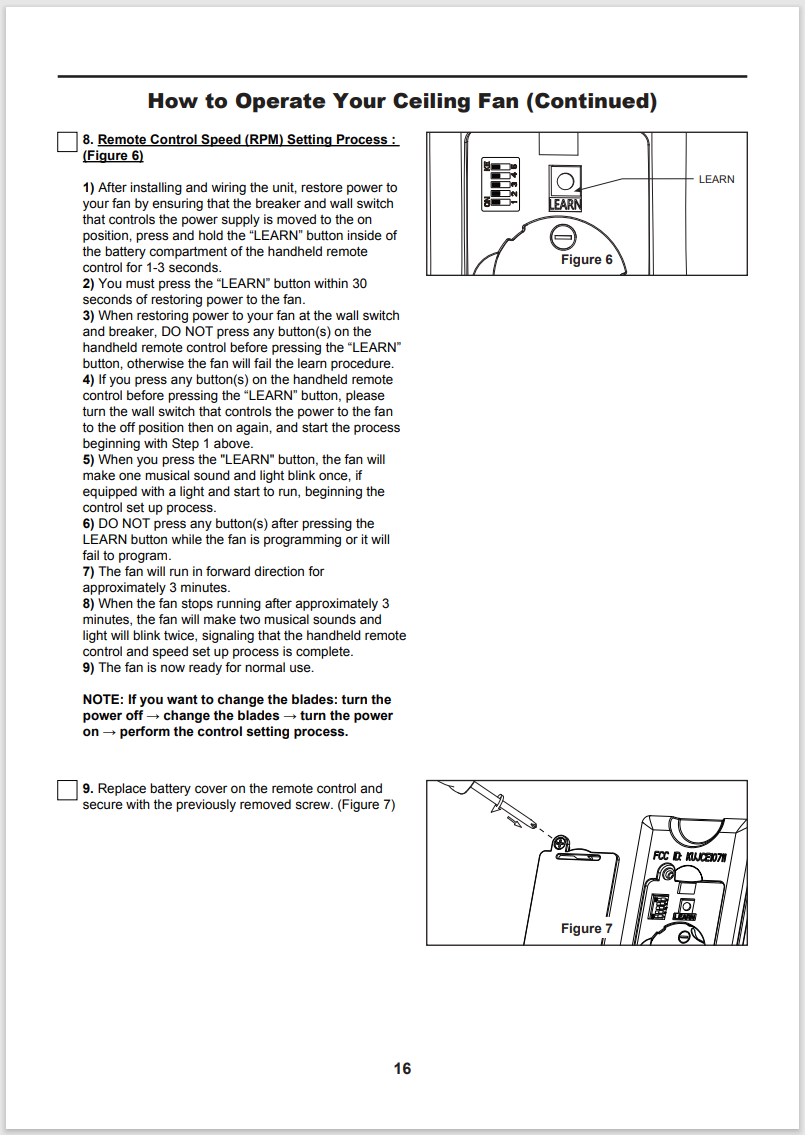 How to Operate Your Ceiling Fan (Continued)
8. Remote Control Speed (RPM) Setting Process :
(Figure 6)
1) After installing and wiring the unit, restore power to
your fan by ensuring that the breaker and wall switch
that controls the power supply is moved to the on
position, press and hold the “LEARN” button inside of
the battery compartment of the handheld remote
control for 1-3 seconds.
2) You must press the “LEARN” button within 30
seconds of restoring power to the fan.
3) When restoring power to your fan at the wall switch
and breaker, DO NOT press any button(s) on the
handheld remote control before pressing the “LEARN”
button, otherwise the fan will fail the learn procedure.
4) If you press any button(s) on the handheld remote
control before pressing the “LEARN” button, please
turn the wall switch that controls the power to the fan
to the off position then on again, and start the process
beginning with Step 1 above.
5) When you press the "LEARN" button, the fan will
make one musical sound and light blink once, if
equipped with a light and start to run, beginning the
control set up process.
6) DO NOT press any button(s) after pressing the
LEARN button while the fan is programming or it will
fail to program.
7) The fan will run in forward direction for
approximately 3 minutes.
8) When the fan stops running after approximately 3
minutes, the fan will make two musical sounds and
light will blink twice, signaling that the handheld remote
control and speed set up process is complete.
9) The fan is now ready for normal use.
NOTE: If you want to change the blades: turn the
power off → change the blades → turn the power
on → perform the control setting process.
ON
1 2 3 4 5
LEARN
LEARN
Figure 6
9. Replace battery cover on the remote control and
secure with the previously removed screw. (Figure 7)
FCC ID: KUJCE10711
LEARN
Figure 7
16